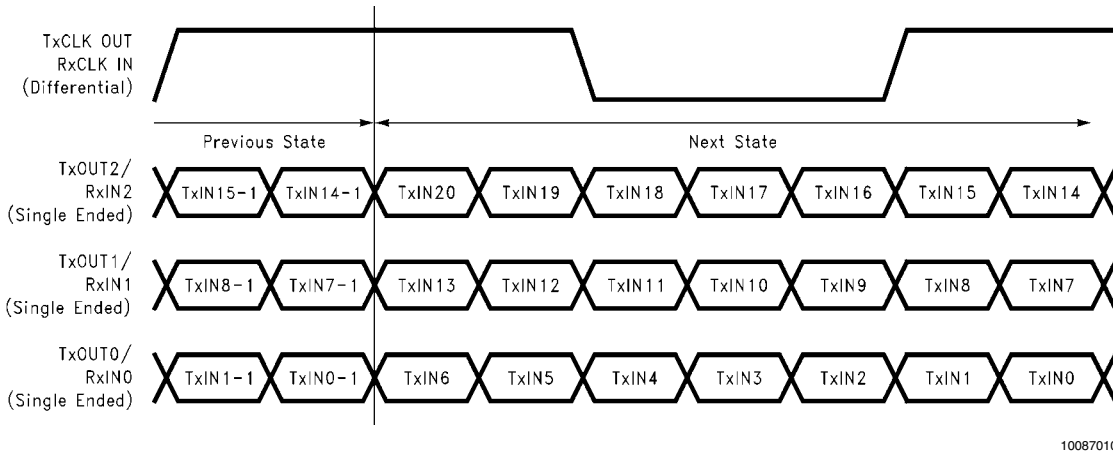 TxCLK OUT
RxCLK IN
(Differential)
Previous State
Next State
TxOUT2/
RxIN2
(Single Ended)
TxIN15-1 TxIN14-1 TxIN20 TxIN19 TxIN18 TxIN17 TxIN16 TxIN15 TxIN14
TxOUT1/
RxIN1
(Single Ended)
TxIN8-1 TxIN7-1 TxIN13 TxIN12 TxIN11 TxIN10 TxIN9 TxIN8 TxIN7
TxOUT0/
RxIN0
(Single Ended)
TxIN1-1 TxIN0-1 TxIN6 TxIN5 TxIN4 TxIN3 TxIN2 TxIN1 TxIN0
10087010